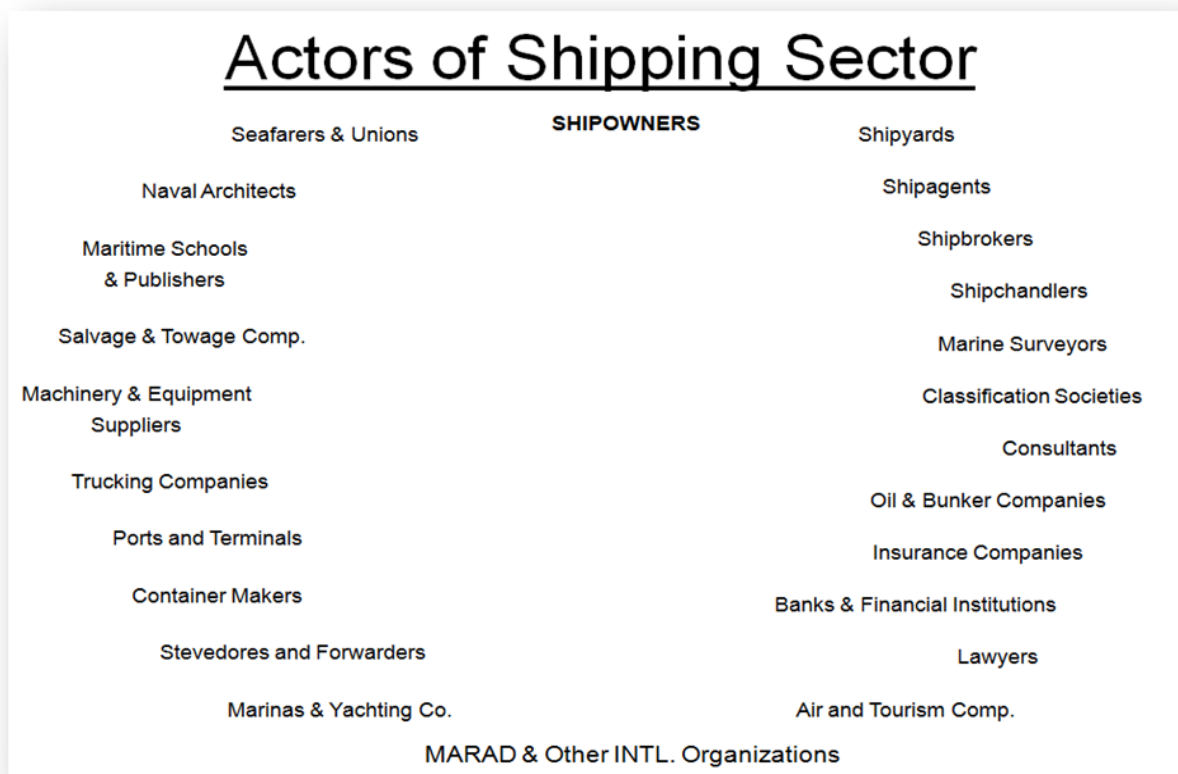 Actors of Shipping Sector
SHIPOWNERS
Seafarers & Unions
Naval Architects
Maritime Schools
& Publishers
Salvage & Towage Comp.
Machinery & Equipment
Suppliers
Trucking Companies
Ports and Terminals
Container Makers
Stevedores and Forwarders
Marinas & Yachting Co.
Shipyards
Shipagents
Shipbrokers
Shipchandlers
Marine Surveyors
Classification Societies
Consultants
Oil & Bunker Companies
Insurance Companies
Banks & Financial Institutions
Lawyers
Air and Tourism Comp.
MARAD & Other INTL. Organizations